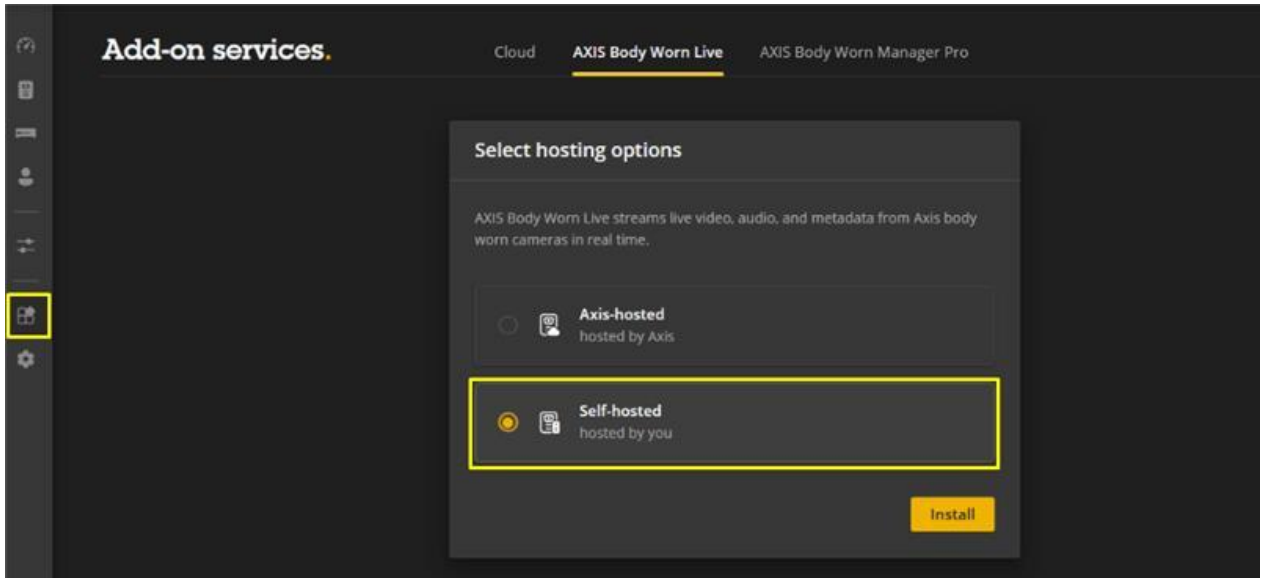 Add-on services.
Cloud
AXIS Body Worn Live
AXIS Body Worn Manager Pro
Select hosting options
AXIS Body Worn Live streams live video, audio, and metadata from Axis body
worn cameras in real time.
Axis-hosted
hosted by Axis
Self-hosted
hosted by you
Install